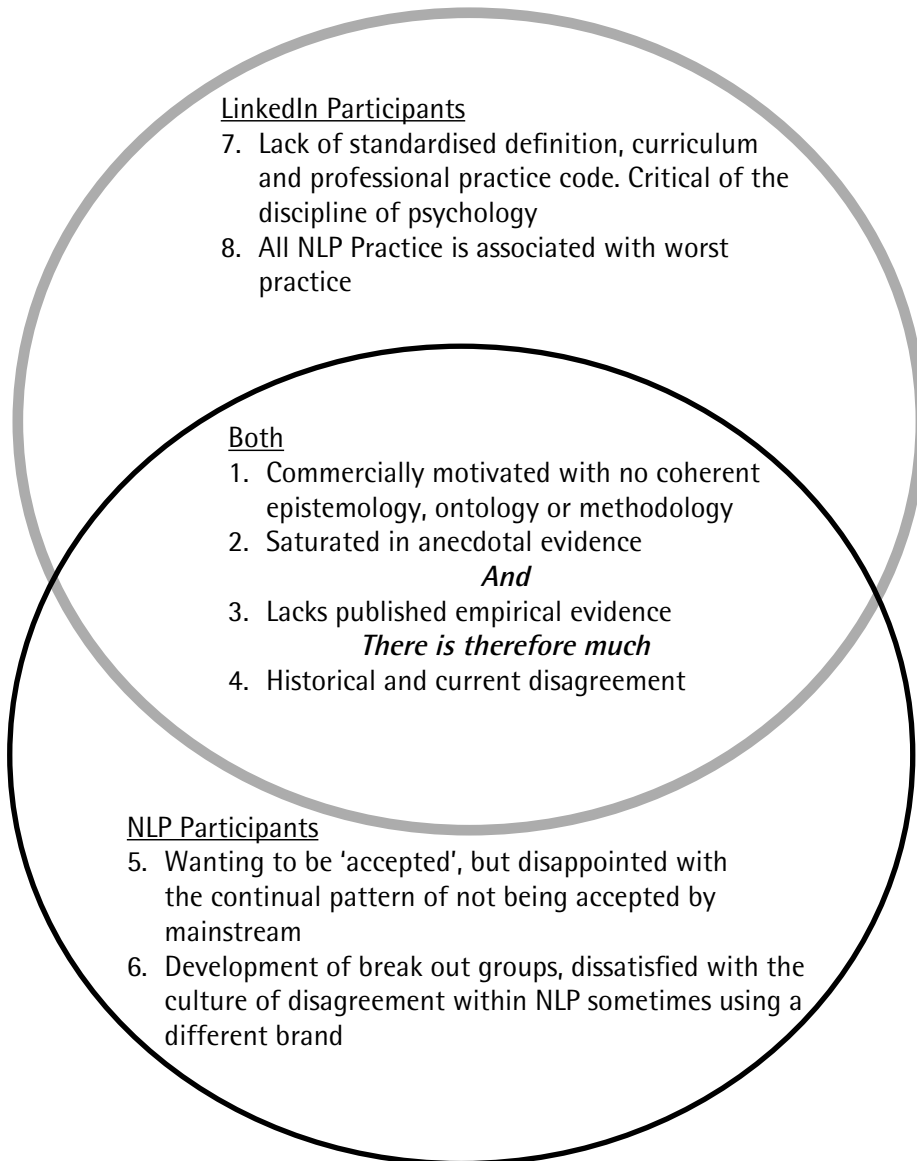 LinkedIn Participants
7. Lack of standardised definition, curriculum
and professional practice code. Critical of the
discipline of psychology
8. All NLP Practice is associated with worst
practice
Both
1. Commercially motivated with no coherent
epistemology, ontology or methodology
2. Saturated in anecdotal evidence
And
3. Lacks published empirical evidence
There is therefore much
4. Historical and current disagreement
NLP Participants
5. Wanting to be ‘accepted’, but disappointed with
the continual pattern of not being accepted by
mainstream
6. Development of break out groups, dissatisfied with the
culture of disagreement within NLP sometimes using a
different brand